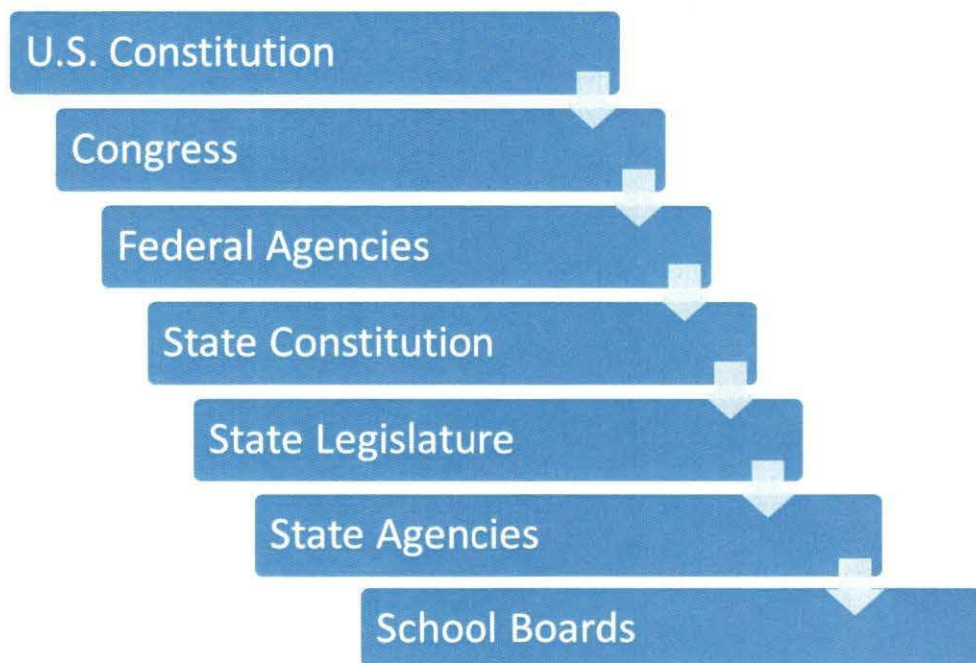 U.S. Constitution
Congress
Federal Agencies
State Constitution
State Legislature
State Agencies
School Boards